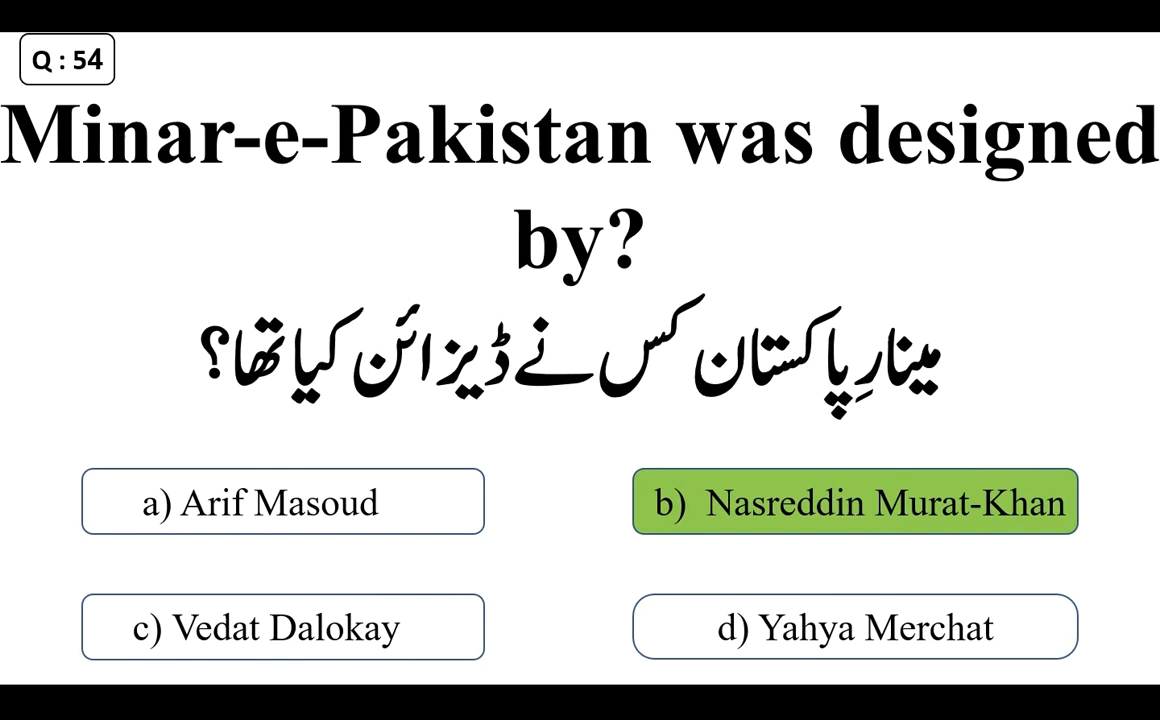 Q : 54
Minar-e-Pakistan was designed
by?
مینارِ پاکستان کس نے ڈیزائن کیا تھا؟
a) Arif Masoud
b) Nasreddin Murat-Khan
c) Vedat Dalokay
d) Yahya Merchat